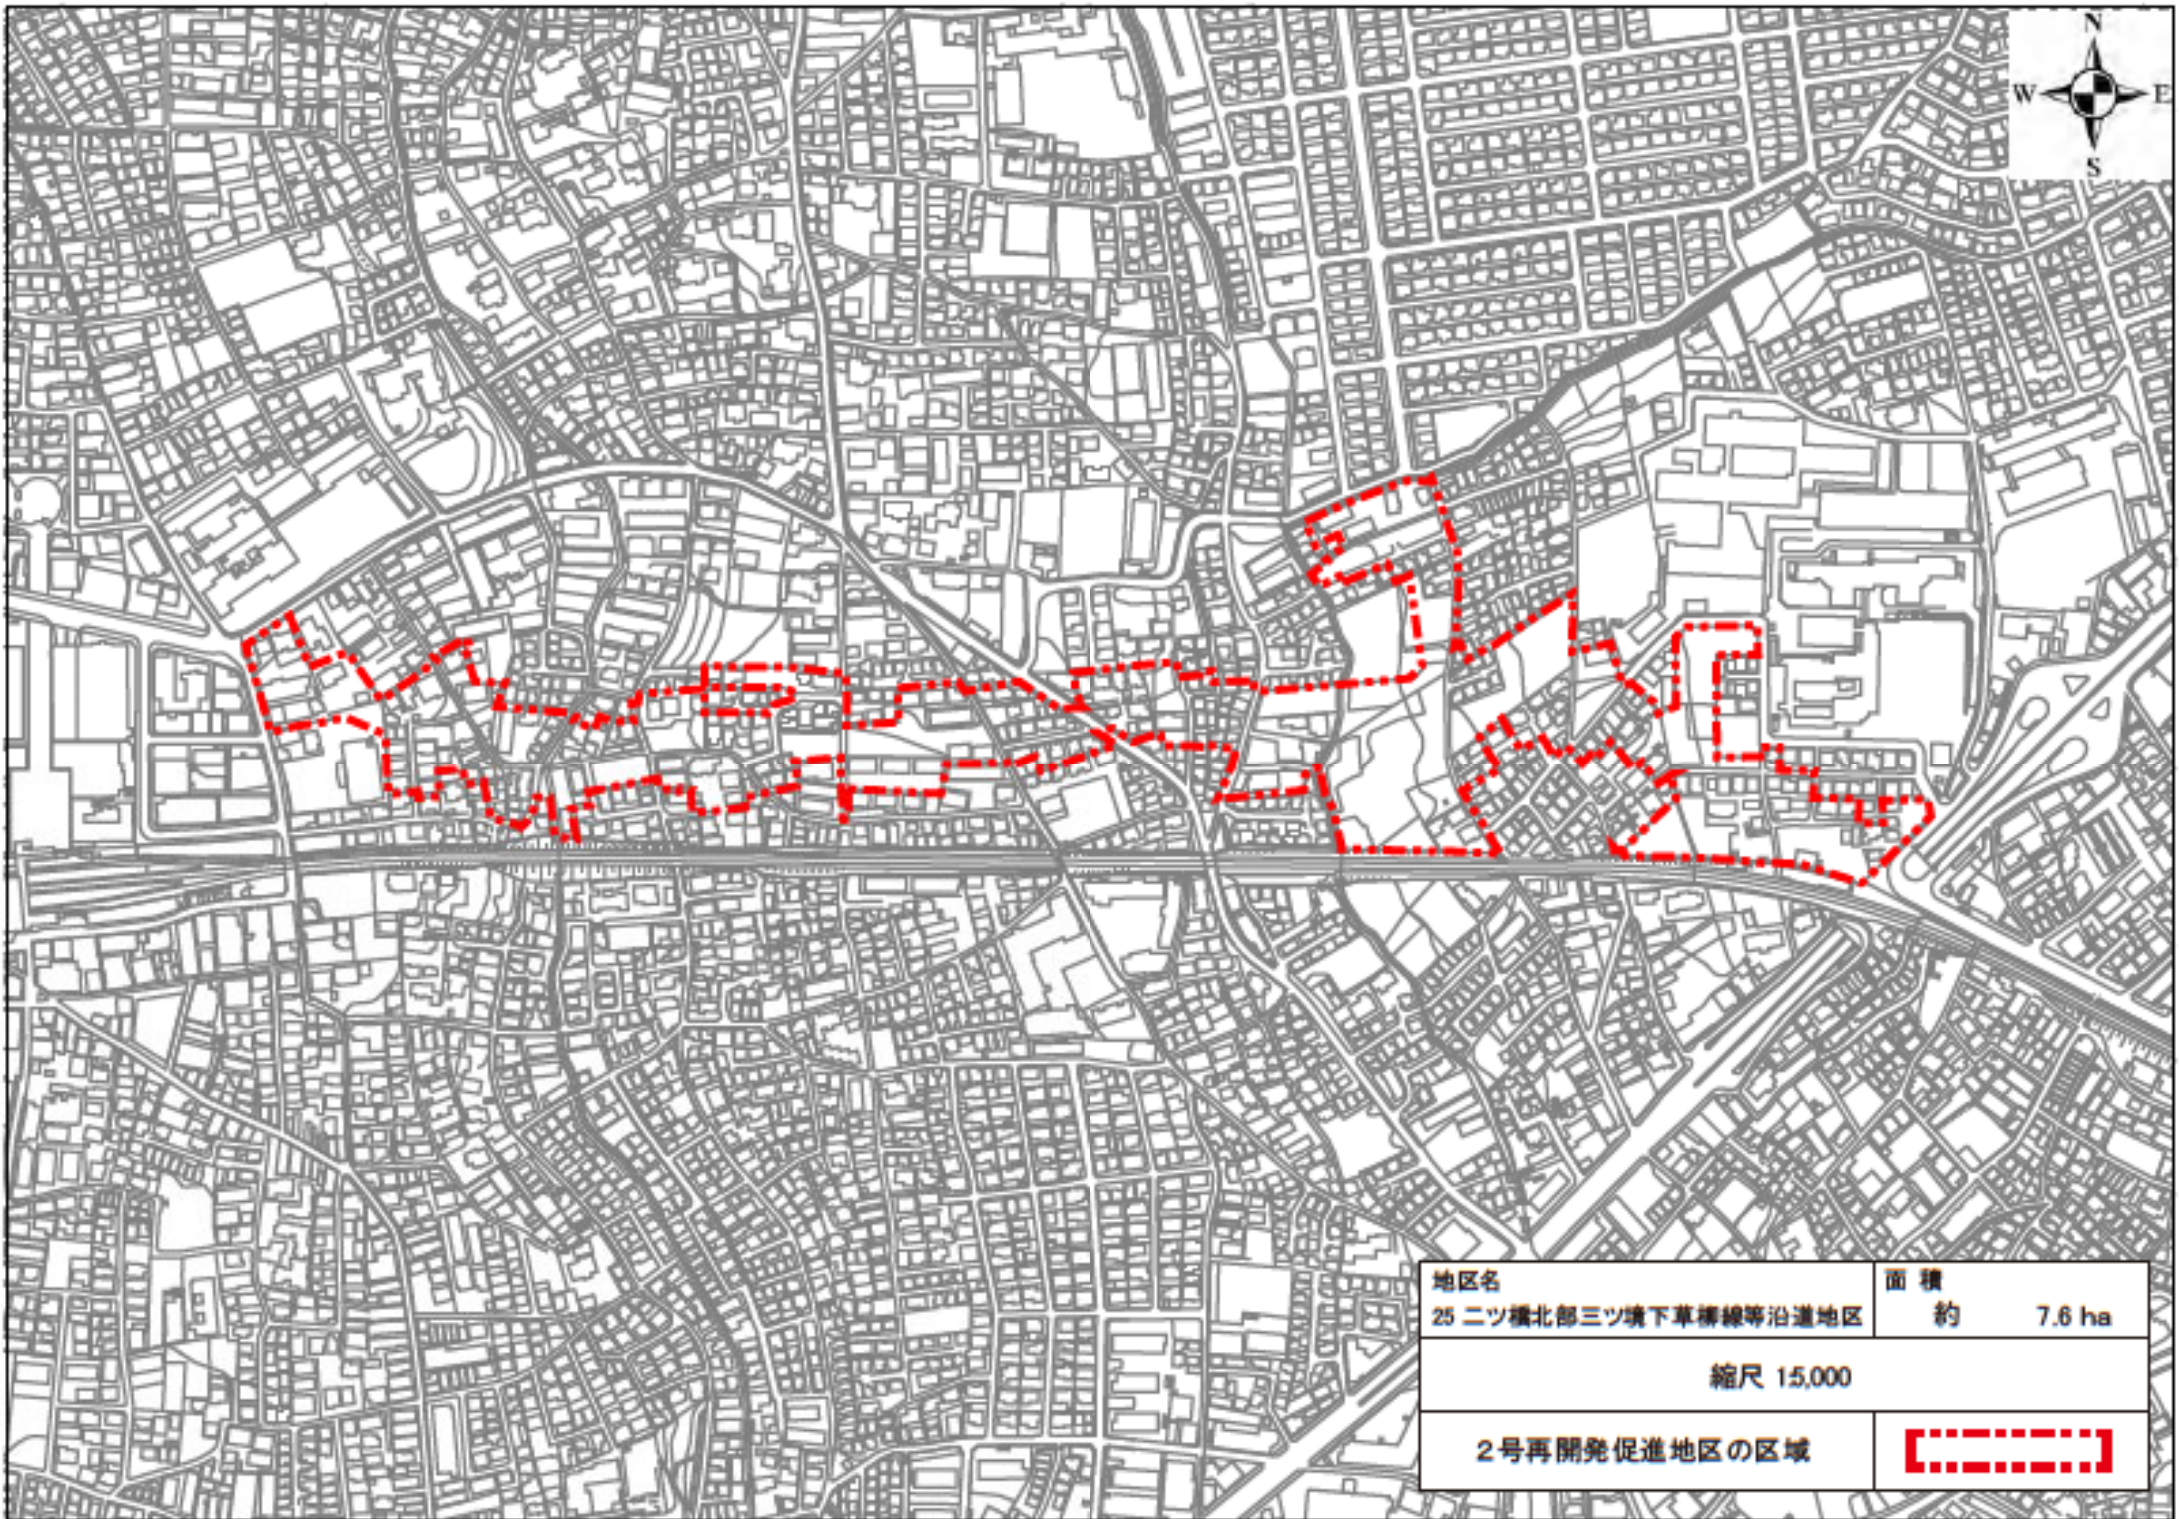 N
W E
S
地区名
25 二ツ橋北部三ツ境下草柳線等沿道地区
面 積
約 7.6 ha
縮尺 1:5,000
2号再開発促進地区の区域